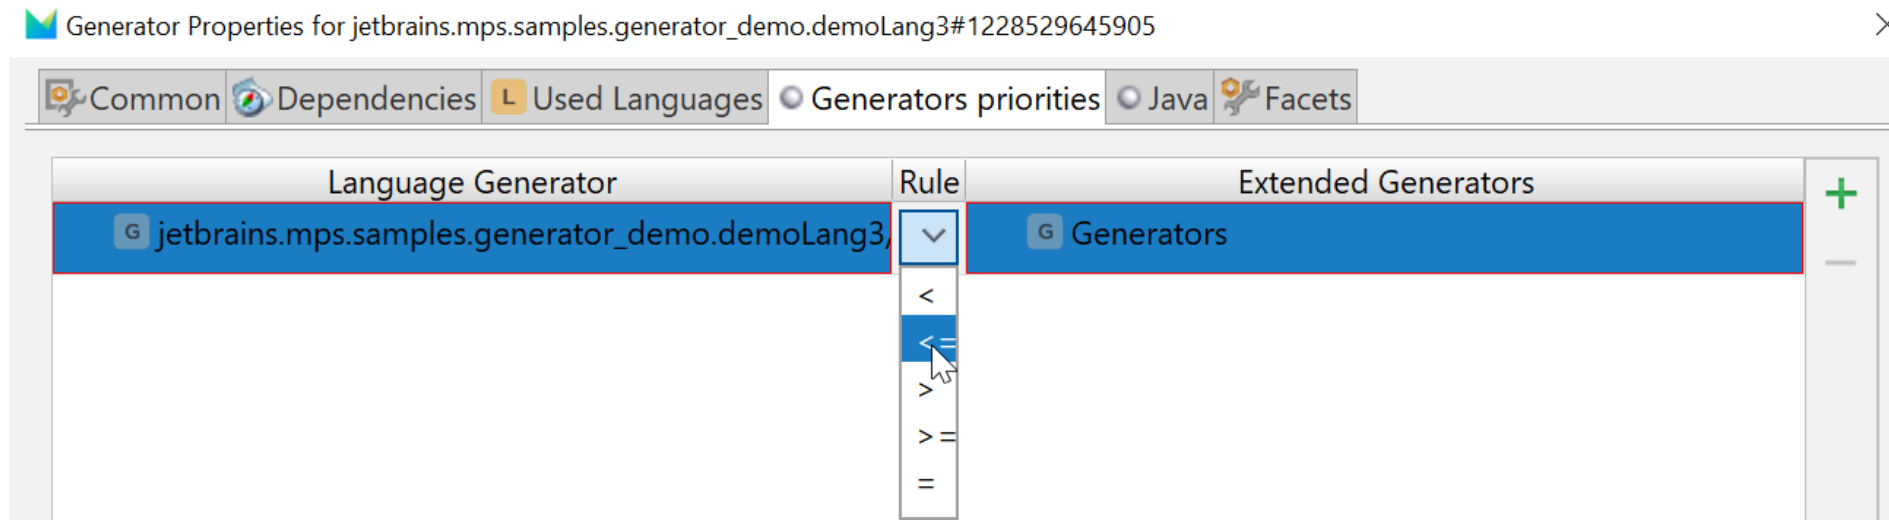 Generator Properties for jetbrains.mps.samples.generator_demo.demoLang3#1228529645905
Common Dependencies L Used Languages Generators priorities Java Facets
Language Generator Rule Extended Generators
G jetbrains.mps.samples.generator_demo.demoLang3/ G Generators
<
<=
>
>=
=